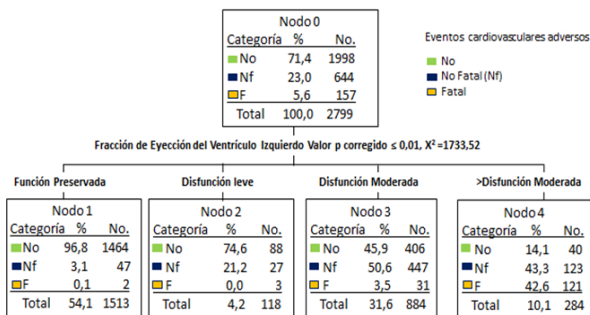 Nodo 0
Categoría % No.
No 71,4 1998
Nf 23,0 644
F 5,6 157
Total 100,0 2799
Eventos cardiovasculares adversos
No
No Fatal (Nf)
Fatal
Fracción de Eyección del Ventrículo Izquierdo Valor p corregido ≤ 0,01, X² =1733,52
Función Preservada
Nodo 1
Categoría % No.
No 96,8 1464
Nf 3,1 47
F 0,1 2
Total 54,1 1513
Disfunción leve
Nodo 2
Categoría % No.
No 74,6 88
Nf 21,2 27
F 0,0 3
Total 4,2 118
Disfunción Moderada
Nodo 3
Categoría % No.
No 45,9 406
Nf 50,6 447
F 3,5 31
Total 31,6 884
>Disfunción Moderada
Nodo 4
Categoría % No.
No 14,1 40
Nf 43,3 123
F 42,6 121
Total 10,1 284